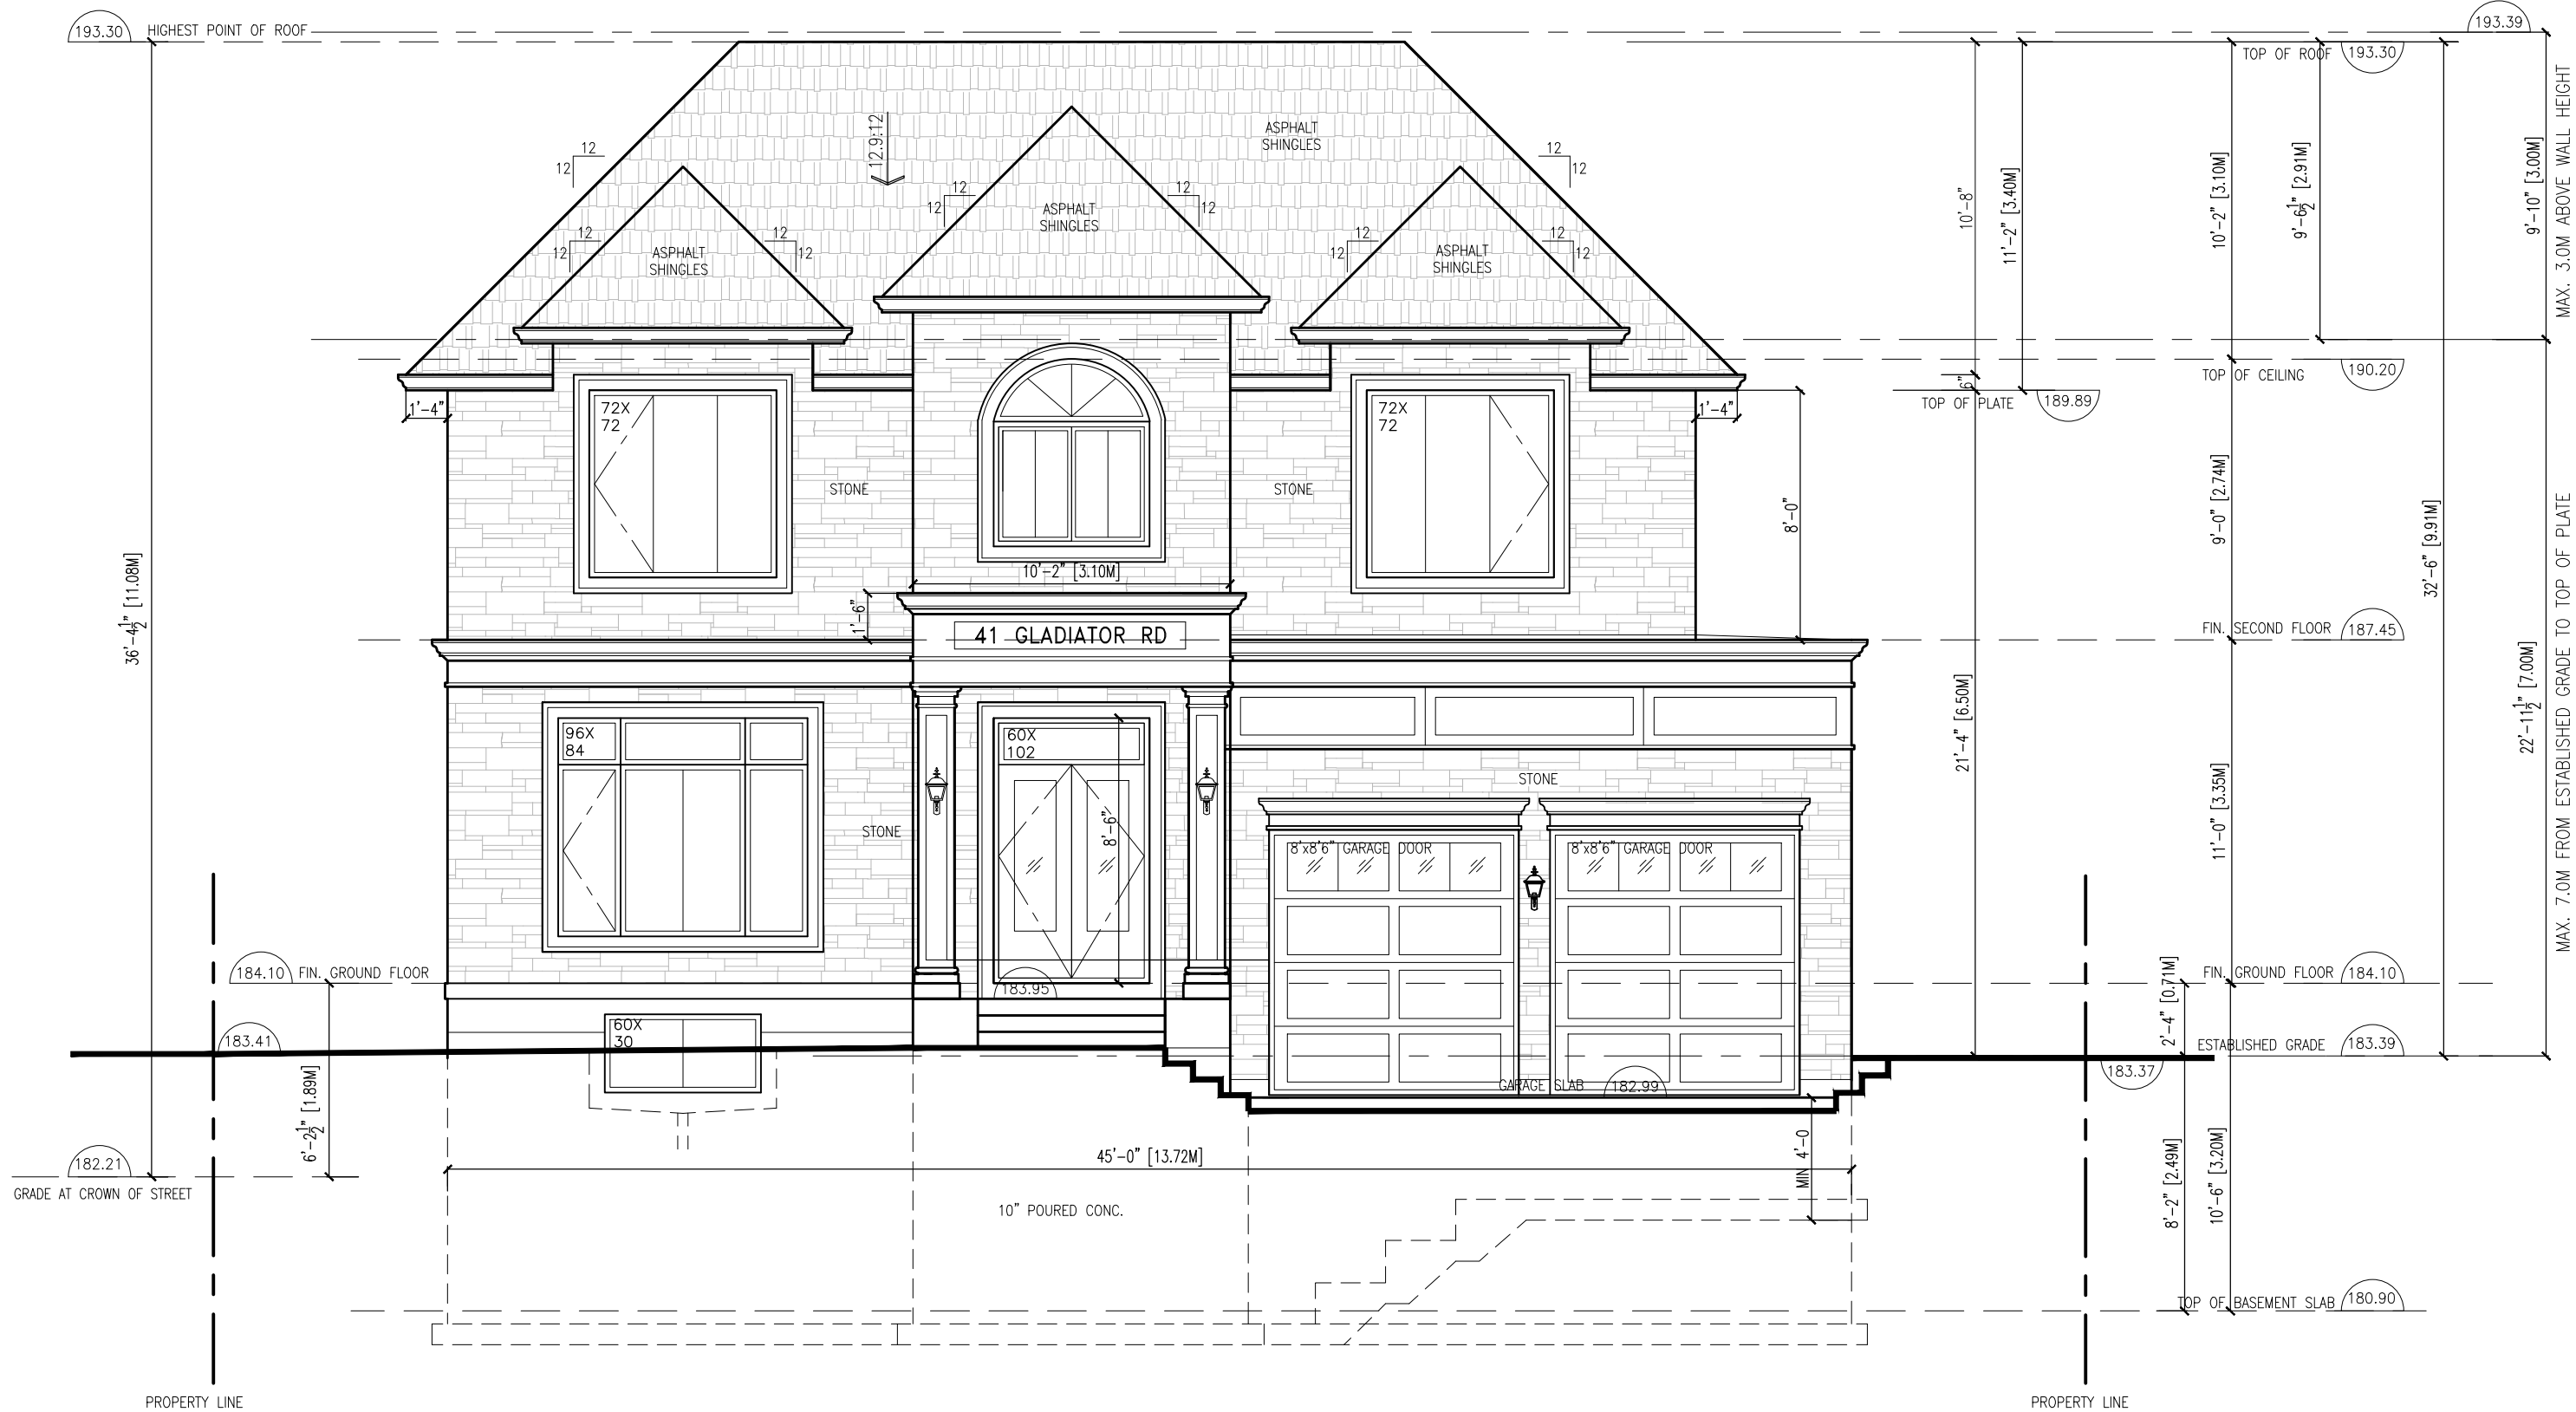 193.30
HIGHEST POINT OF ROOF
193.39
TOP OF ROOF
193.30
MAX. 3.0M ABOVE WALL HEIGHT
9'-10" [3.00M]
9'-6 1/2" [2.91M]
10'-2" [3.10M]
11'-2" [3.40M]
10'-8"
6"
ASPHALT
SHINGLES
12.9:12
12
12
12
12
12
12
12
12
ASPHALT
SHINGLES
12
12
12
12
ASPHALT
SHINGLES
12
12
12
12
ASPHALT
SHINGLES
TOP OF CEILING
190.20
TOP OF PLATE
189.89
1'-4"
1'-4"
72X
72
72X
72
STONE
STONE
8'-0"
9'-0" [2.74M]
32'-6" [9.91M]
36'-4 1/2" [11.08M]
10'-2" [3.10M]
1'-6"
41 GLADIATOR RD
FIN. SECOND FLOOR
187.45
21'-4" [6.50M]
22'-11 1/2" [7.00M]
MAX. 7.0M FROM ESTABLISHED GRADE TO TOP OF PLATE
96X
84
60X
102
8'-6"
STONE
STONE
11'-0" [3.35M]
8'x8'6" GARAGE DOOR
8'x8'6" GARAGE DOOR
184.10
FIN. GROUND FLOOR
183.95
FIN. GROUND FLOOR
184.10
2'-4" [0.71M]
183.41
60X
30
ESTABLISHED GRADE
183.39
183.37
GARAGE SLAB
182.99
6'-2 1/2" [1.89M]
182.21
GRADE AT CROWN OF STREET
45'-0" [13.72M]
MIN 4'-0
8'-2" [2.49M]
10'-6" [3.20M]
10" POURED CONC.
TOP OF BASEMENT SLAB
180.90
PROPERTY LINE
PROPERTY LINE